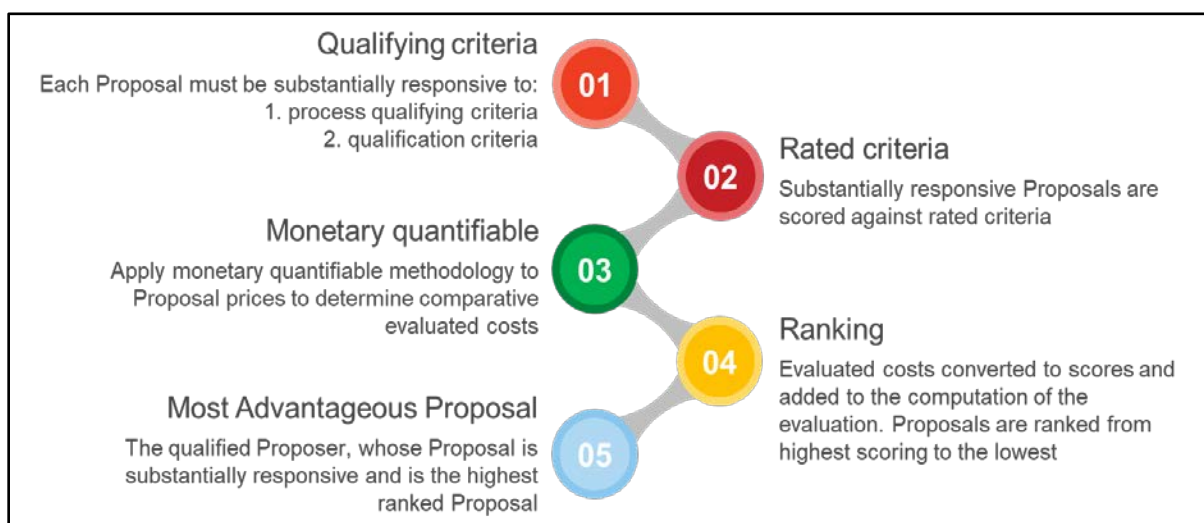 Qualifying criteria
Each Proposal must be substantially responsive to:
1. process qualifying criteria
2. qualification criteria
01
02
Rated criteria
Substantially responsive Proposals are
scored against rated criteria
Monetary quantifiable
Apply monetary quantifiable methodology to
Proposal prices to determine comparative
evaluated costs
03
04
Ranking
Evaluated costs converted to scores and
added to the computation of the
evaluation. Proposals are ranked from
highest scoring to the lowest
Most Advantageous Proposal
The qualified Proposer, whose Proposal is
substantially responsive and is the highest
ranked Proposal
05